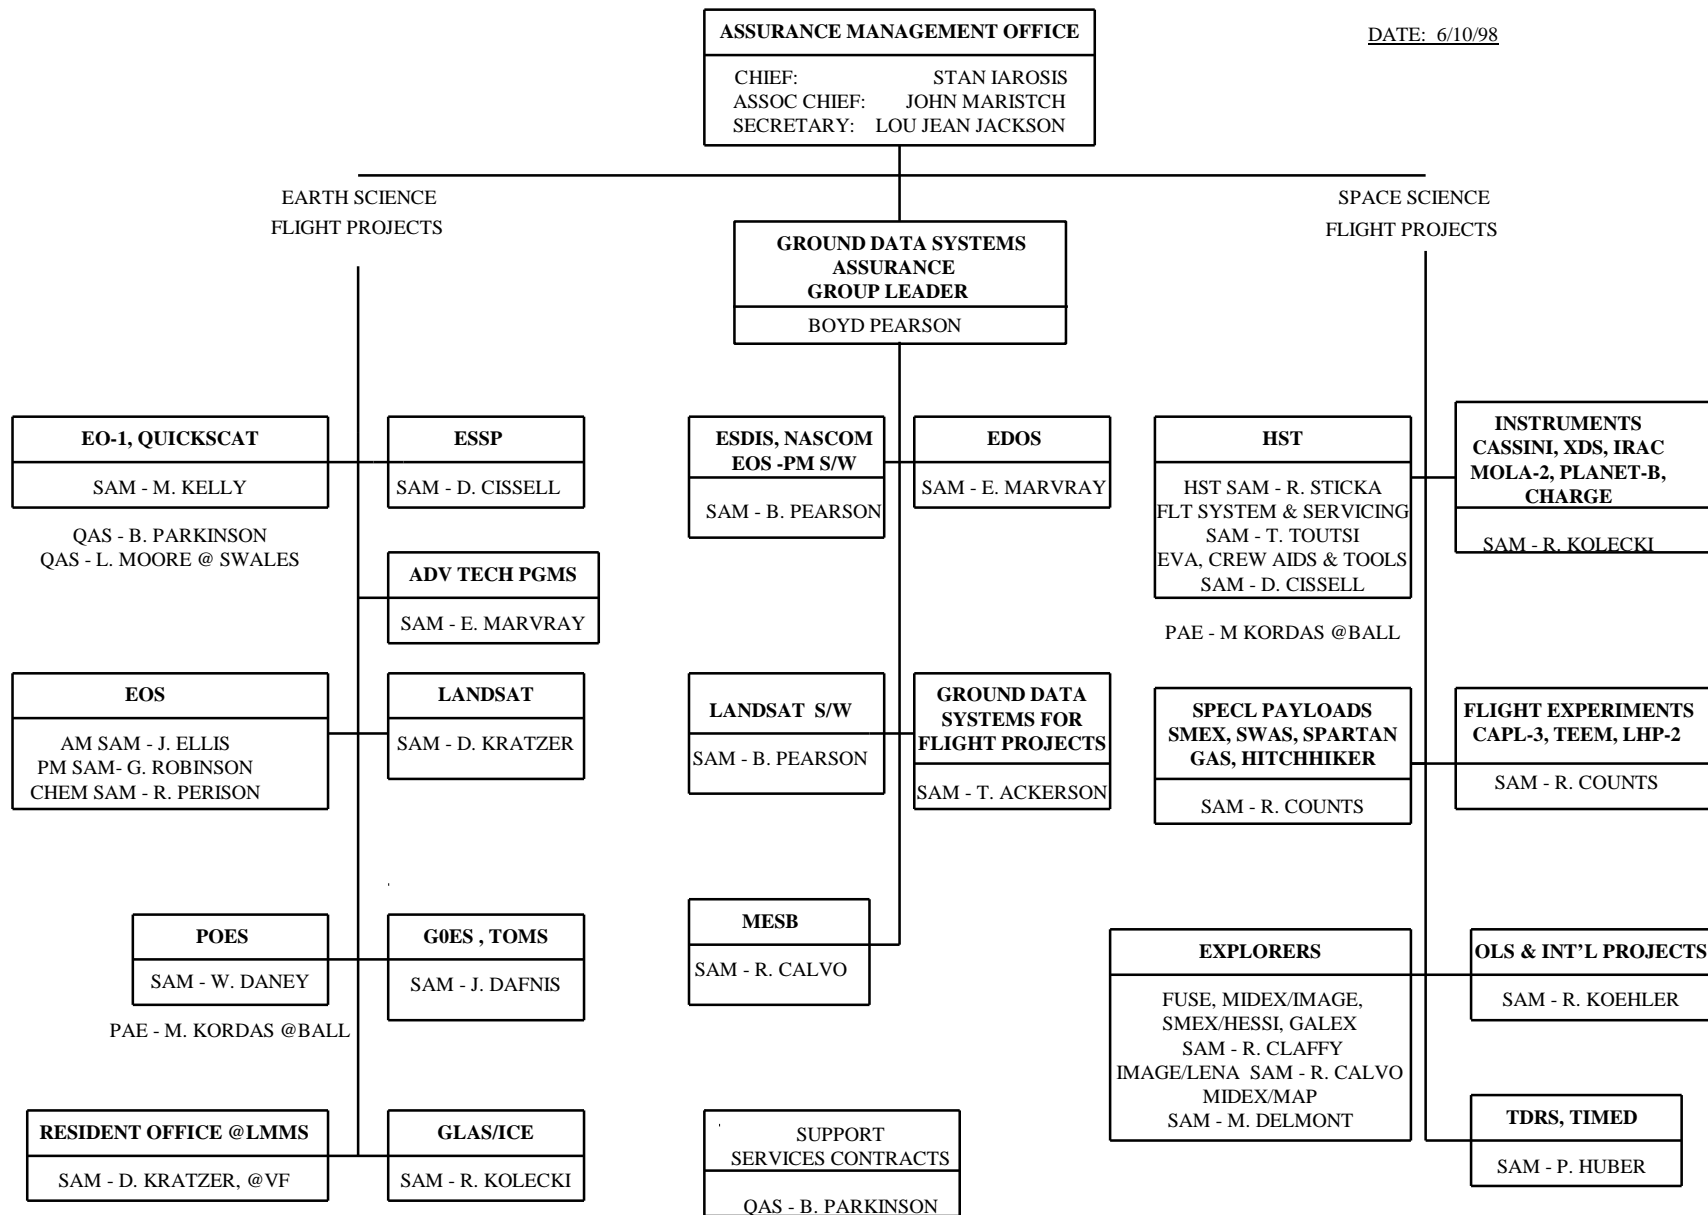 ASSURANCE MANAGEMENT OFFICE
CHIEF: STAN IAROSIS
ASSOC CHIEF: JOHN MARISTCH
SECRETARY: LOU JEAN JACKSON
DATE: 6/10/98
EARTH SCIENCE
FLIGHT PROJECTS
SPACE SCIENCE
FLIGHT PROJECTS
GROUND DATA SYSTEMS
ASSURANCE
GROUP LEADER
BOYD PEARSON
EO-1, QUICKSCAT
SAM - M. KELLY
QAS - B. PARKINSON
QAS - L. MOORE @ SWALES
ESSP
SAM - D. CISSELL
ADV TECH PGMS
SAM - E. MARVRAY
EOS
AM SAM - J. ELLIS
PM SAM- G. ROBINSON
CHEM SAM - R. PERISON
LANDSAT
SAM - D. KRATZER
POES
SAM - W. DANEY
PAE - M. KORDAS @BALL
G0ES , TOMS
SAM - J. DAFNIS
RESIDENT OFFICE @LMMS
SAM - D. KRATZER, @VF
GLAS/ICE
SAM - R. KOLECKI
ESDIS, NASCOM
EOS -PM S/W
SAM - B. PEARSON
EDOS
SAM - E. MARVRAY
LANDSAT S/W
SAM - B. PEARSON
GROUND DATA
SYSTEMS FOR
FLIGHT PROJECTS
SAM - T. ACKERSON
MESB
SAM - R. CALVO
SUPPORT
SERVICES CONTRACTS
QAS - B. PARKINSON
HST
HST SAM - R. STICKA
FLT SYSTEM & SERVICING
SAM - T. TOUTSI
EVA, CREW AIDS & TOOLS
SAM - D. CISSELL
PAE - M KORDAS @BALL
INSTRUMENTS
CASSINI, XDS, IRAC
MOLA-2, PLANET-B,
CHARGE
SAM - R. KOLECKI
SPECL PAYLOADS
SMEX, SWAS, SPARTAN
GAS, HITCHHIKER
SAM - R. COUNTS
FLIGHT EXPERIMENTS
CAPL-3, TEEM, LHP-2
SAM - R. COUNTS
EXPLORERS
FUSE, MIDEX/IMAGE,
SMEX/HESSI, GALEX
SAM - R. CLAFFY
IMAGE/LENA SAM - R. CALVO
MIDEX/MAP
SAM - M. DELMONT
OLS & INT'L PROJECTS
SAM - R. KOEHLER
TDRS, TIMED
SAM - P. HUBER